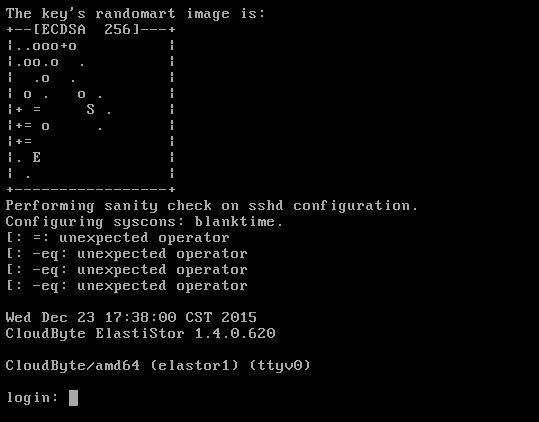 The key's randomart image is:
+--[ECDSA  256]---+
|..ooo+o          |
|.oo.o  .         |
|  .o  .          |
| o .   o .       |
|+ =     S .      |
|+= o     .       |
|+=               |
|. E              |
| .               |
+-----------------+
Performing sanity check on sshd configuration.
Configuring syscons: blanktime.
[: =: unexpected operator
[: -eq: unexpected operator
[: -eq: unexpected operator
[: -eq: unexpected operator
Wed Dec 23 17:38:00 CST 2015
CloudByte ElastiStor 1.4.0.620
CloudByte/amd64 (elastor1) (ttyv0)
login: